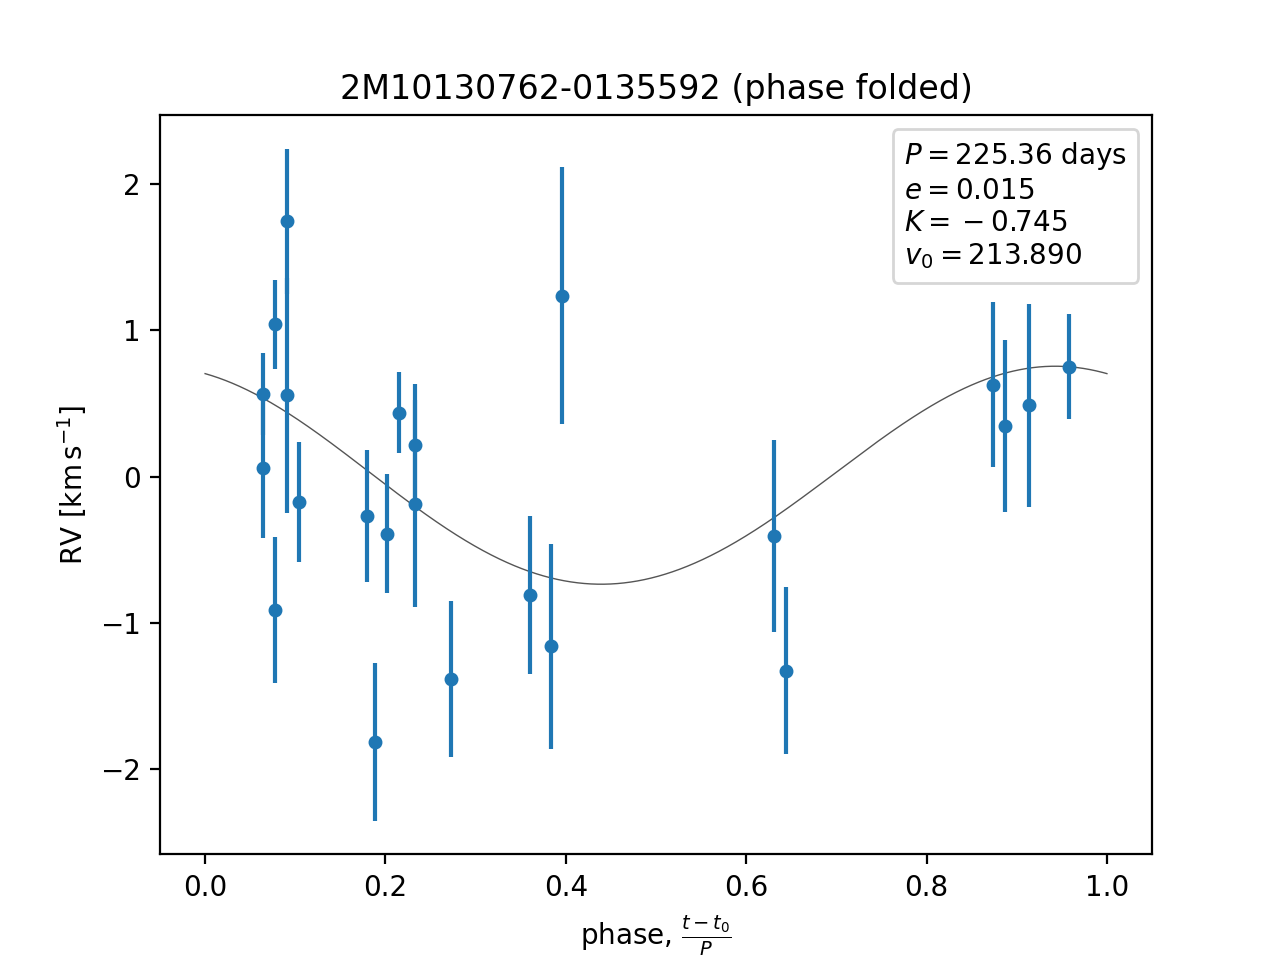 2M10130762-0135592 (phase folded)
P = 225.36 days
e = 0.015
K = −0.745
v₀ = 213.890
RV [km s⁻¹]
2
1
0
−1
−2
0.0 0.2 0.4 0.6 0.8 1.0
phase, (t − t₀)/P